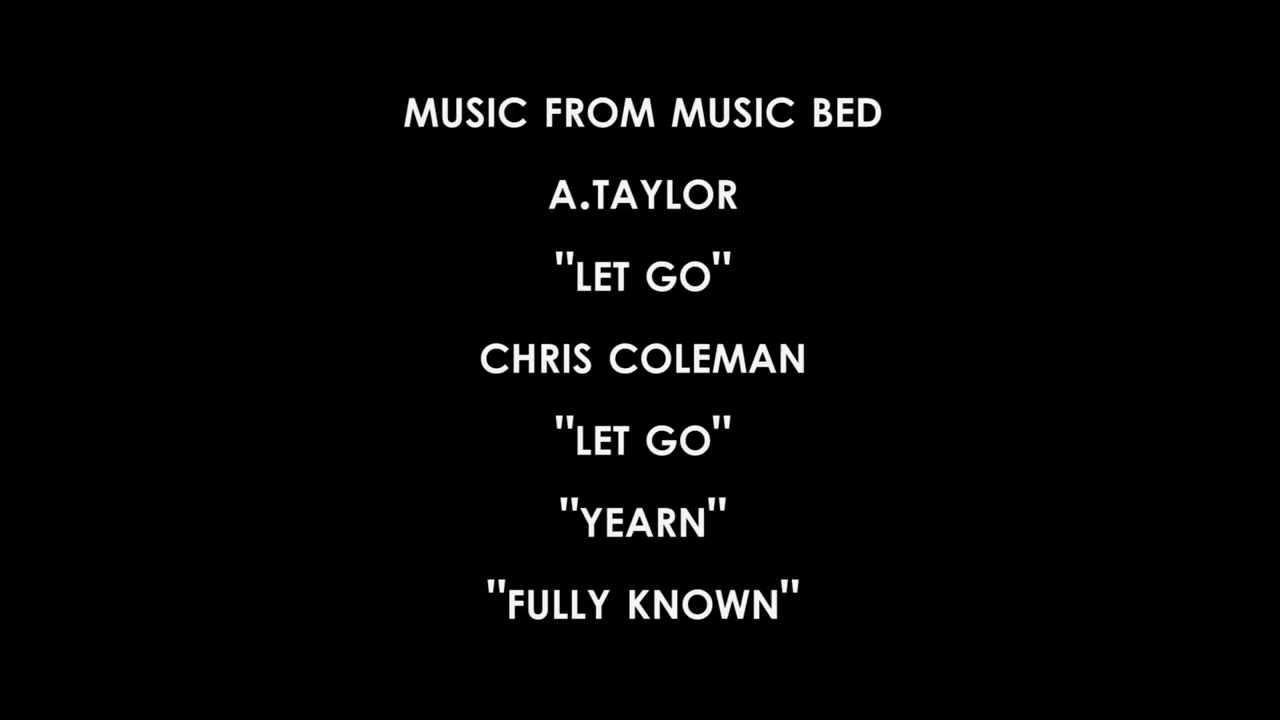 MUSIC FROM MUSIC BED
A.TAYLOR
"LET GO"
CHRIS COLEMAN
"LET GO"
"YEARN"
"FULLY KNOWN"